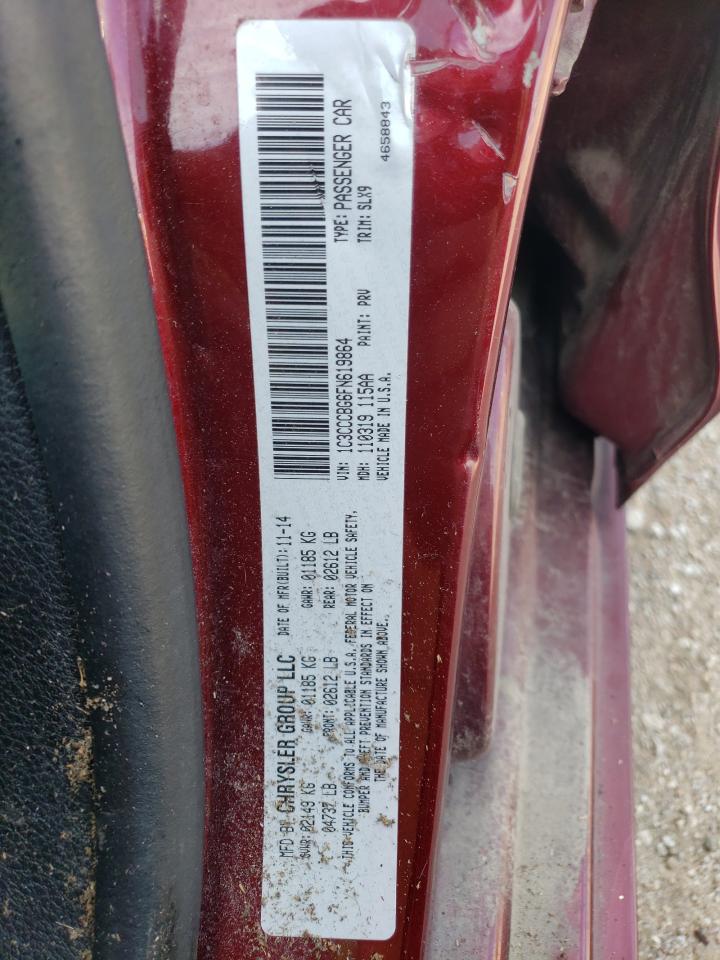 MFD BY CHRYSLER GROUP LLC DATE OF MFR(BUILT): 11-14
GVWR: 02149 KG GAWR: 01185 KG GAWR: 01185 KG
04737 LB FRONT: 02612 LB REAR: 02612 LB
THIS VEHICLE CONFORMS TO ALL APPLICABLE U.S.A. FEDERAL MOTOR VEHICLE SAFETY,
BUMPER AND THEFT PREVENTION STANDARDS IN EFFECT ON
THE DATE OF MANUFACTURE SHOWN ABOVE.
VIN: 1C3CCCBG6FN619864 TYPE: PASSENGER CAR
MDH: 110319 115AA PAINT: PRV TRIM: SLX9
VEHICLE MADE IN U.S.A. 4658843